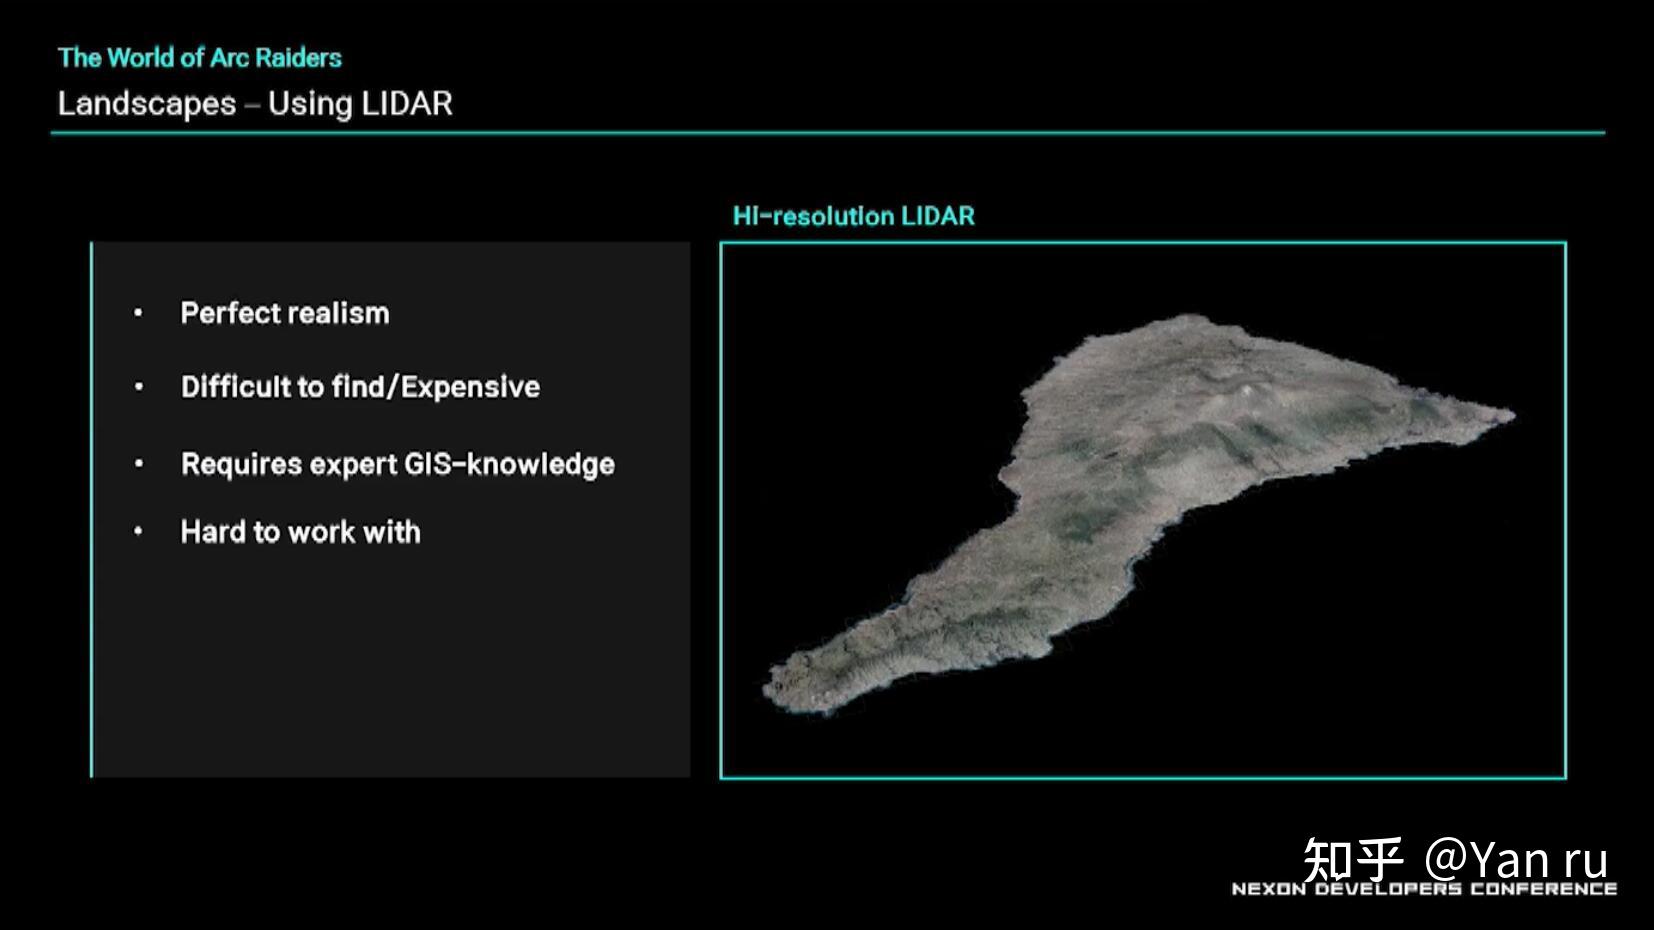 The World of Arc Raiders
Landscapes – Using LIDAR
• Perfect realism
• Difficult to find/Expensive
• Requires expert GIS-knowledge
• Hard to work with
Hi-resolution LIDAR
知乎 @Yan ru
NEXON DEVELOPERS CONFERENCE